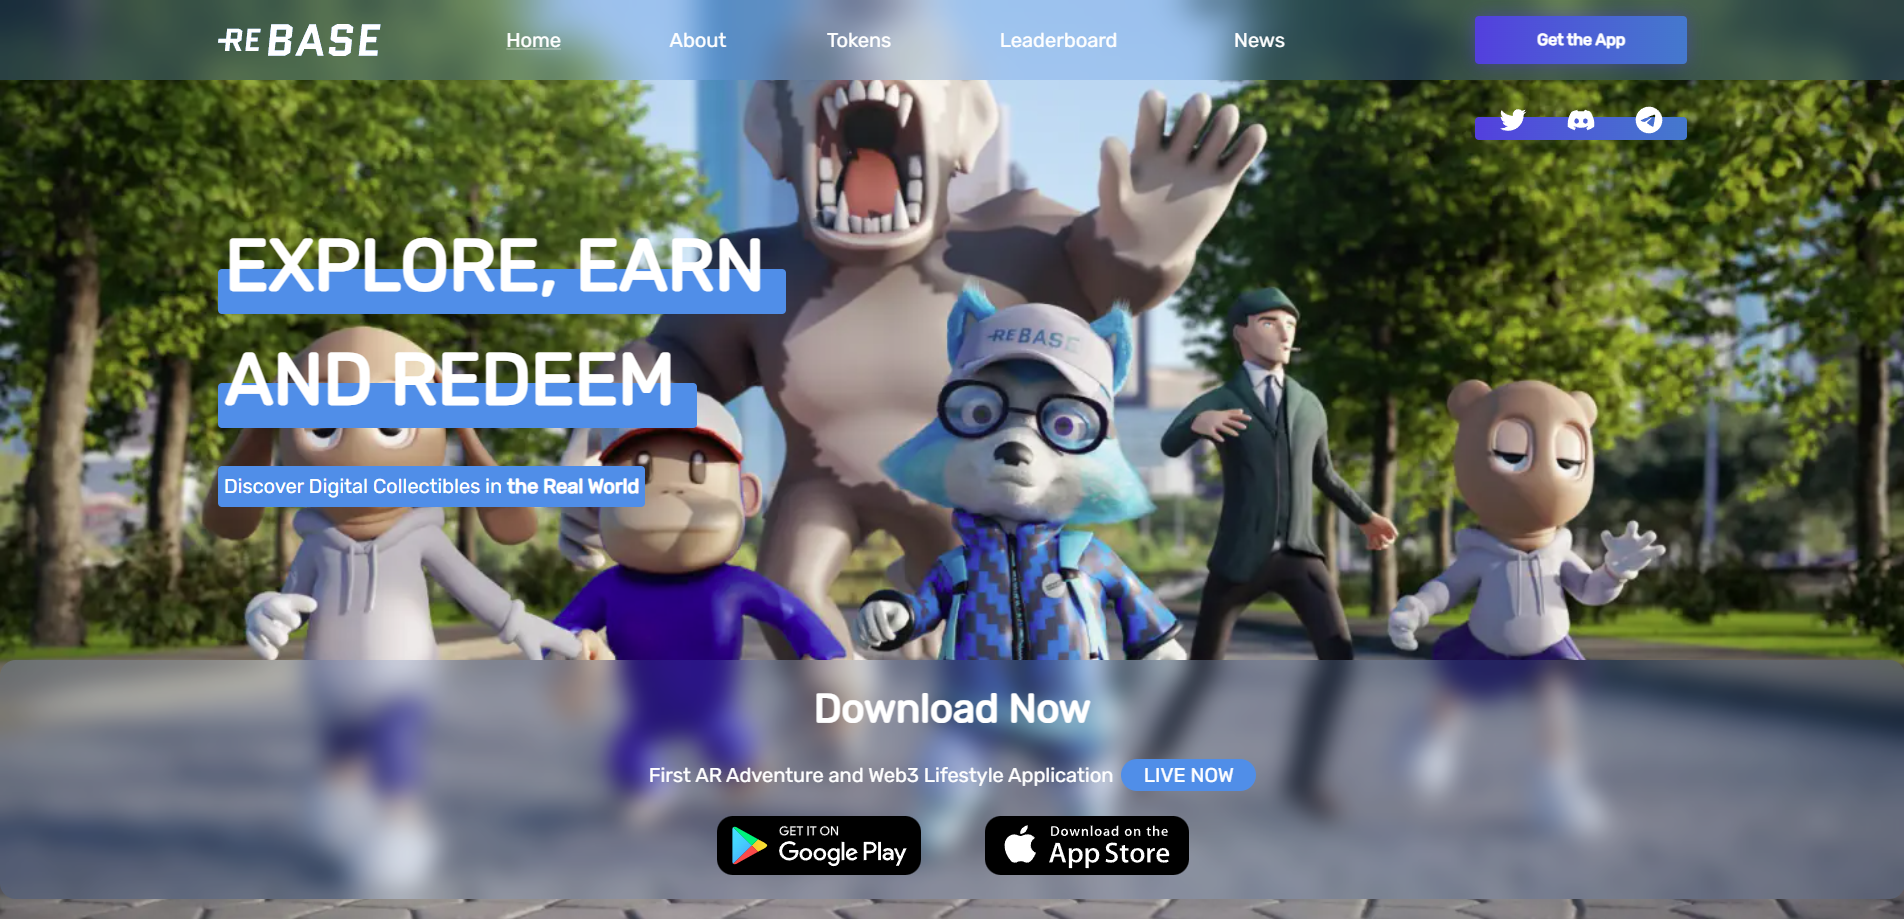 REBASE
Home
About
Tokens
Leaderboard
News
Get the App
EXPLORE, EARN
AND REDEEM
Discover Digital Collectibles in the Real World
REBASE
Download Now
First AR Adventure and Web3 Lifestyle Application LIVE NOW
GET IT ON
Google Play
Download on the
App Store